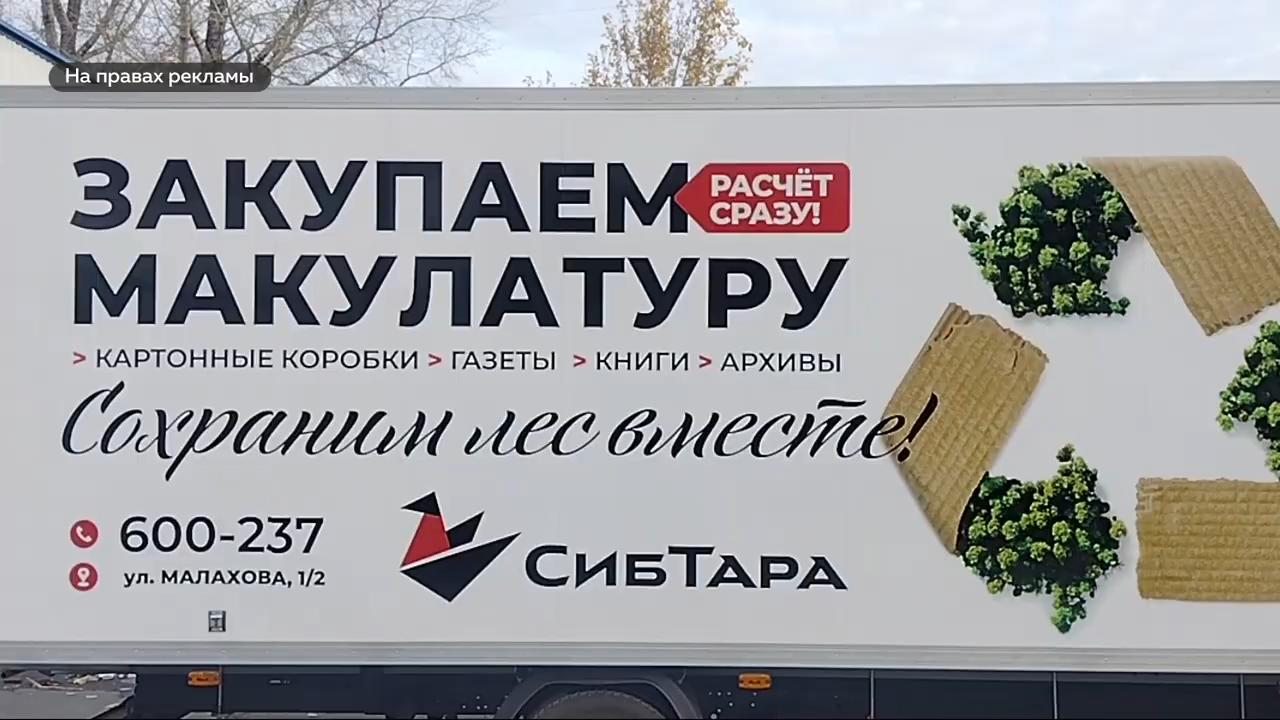 На правах рекламы
ЗАКУПАЕМ
РАСЧЁТ
СРАЗУ!
МАКУЛАТУРУ
> КАРТОННЫЕ КОРОБКИ > ГАЗЕТЫ > КНИГИ > АРХИВЫ
Сохраним лес вместе!
600-237
ул. МАЛАХОВА, 1/2
СИБТАРА